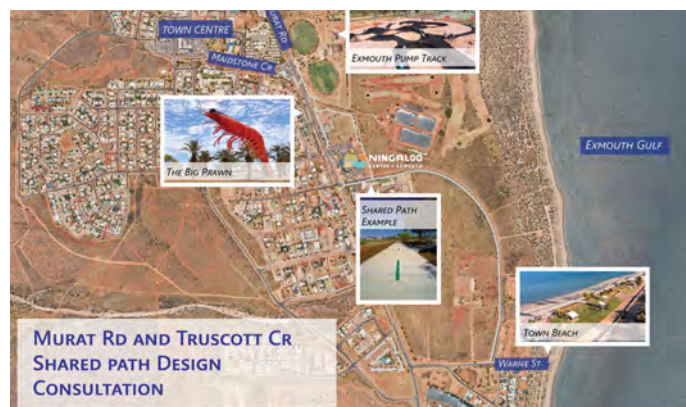 TOWN CENTRE
MURAT RD
MAIDSTONE CR
EXMOUTH PUMP TRACK
EXMOUTH GULF
THE BIG PRAWN
NINGALOO
CENTRE • EXMOUTH
SHARED PATH
EXAMPLE
TOWN BEACH
WARNE ST
MURAT RD AND TRUSCOTT CR
SHARED PATH DESIGN
CONSULTATION